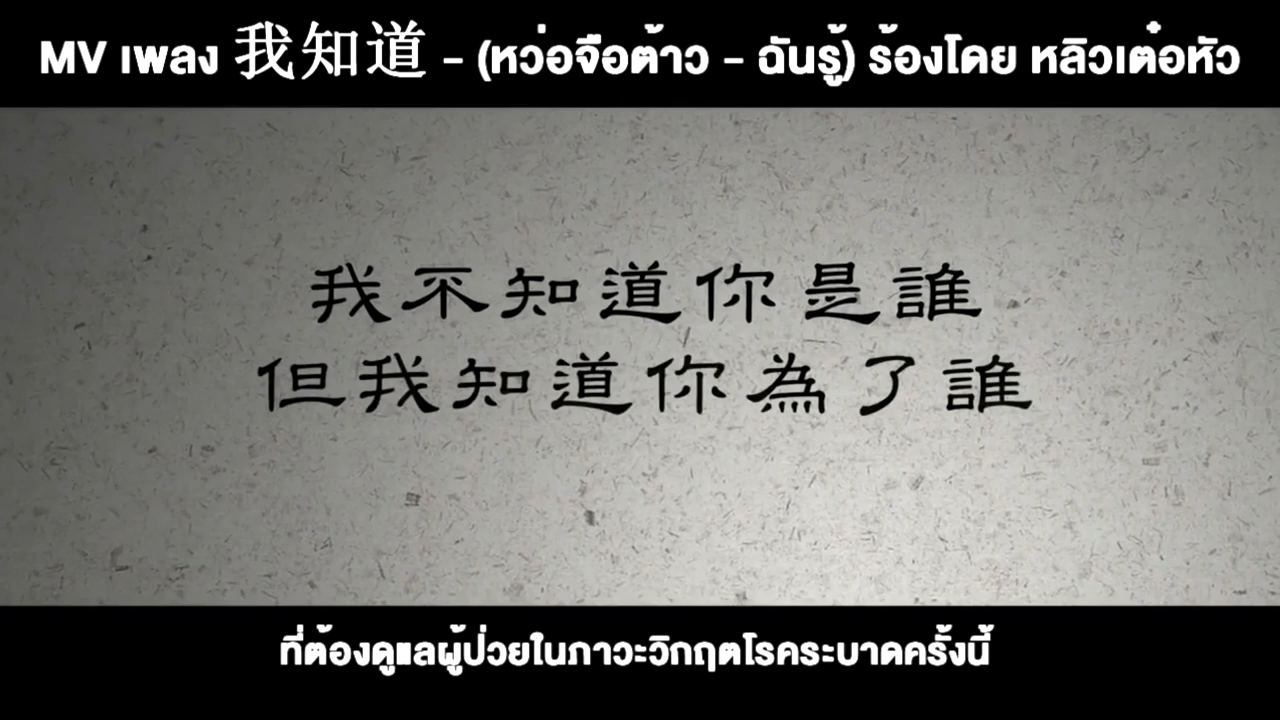 MV เพลง 我知道 - (หว่อจือต้าว - ฉันรู้) ร้องโดย หลิวเต๋อหัว
我不知道你是誰
但我知道你為了誰
ที่ต้องดูแลผู้ป่วยในภาวะวิกฤตโรคระบาดครั้งนี้